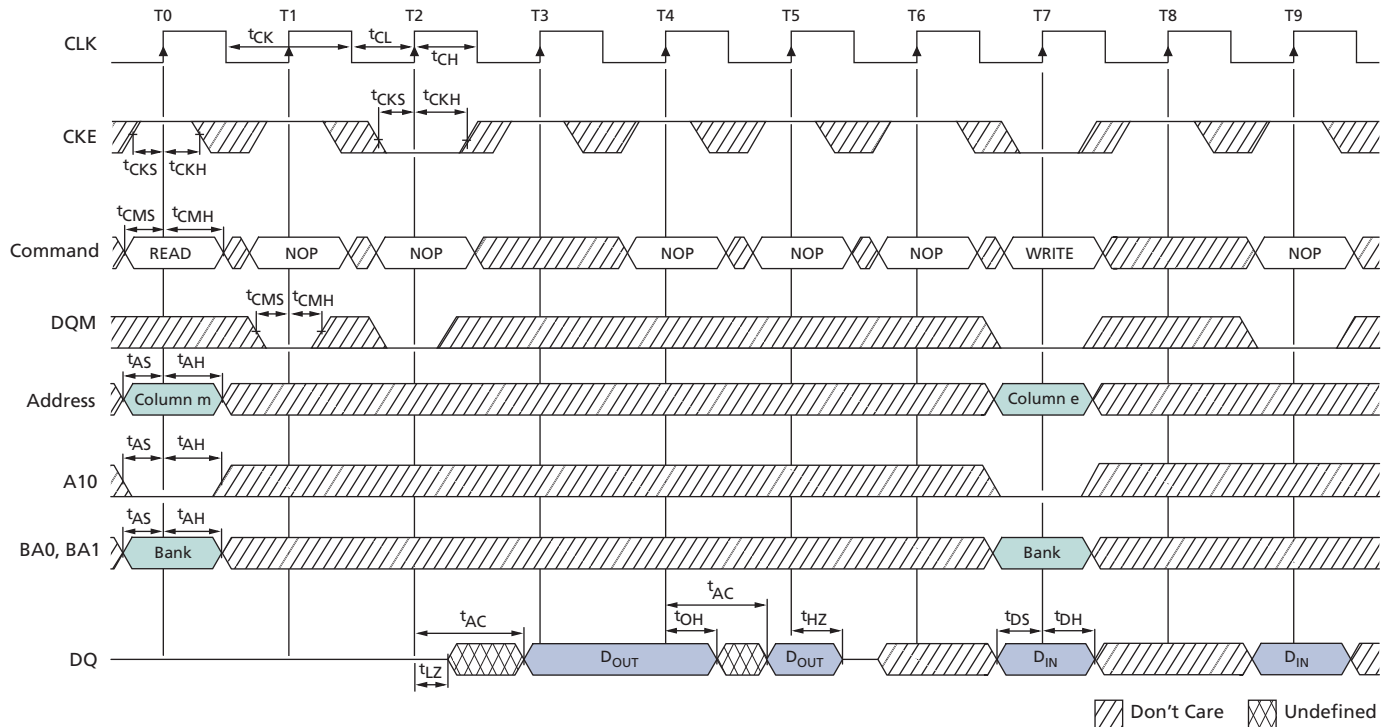 T0 T1 T2 T3 T4 T5 T6 T7 T8 T9
CLK tCK tCL tCH
tCKS tCKH
CKE
tCKS tCKH
tCMS tCMH
Command READ NOP NOP NOP NOP NOP WRITE NOP
tCMS tCMH
DQM
tAS tAH
Address Column m Column e
tAS tAH
A10
tAS tAH
BA0, BA1 Bank Bank
tAC
tAC tOH tHZ tDS tDH
DQ DOUT DOUT DIN DIN
tLZ
Don't Care Undefined